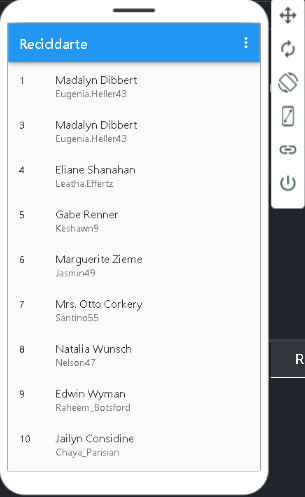 Reciddarte
1
Madalyn Dibbert
Eugenia.Heller43
3
Madalyn Dibbert
Eugenia.Heller43
4
Eliane Shanahan
Leatha.Effertz
5
Gabe Renner
Keshawn9
6
Marguerite Zieme
Jasmin49
7
Mrs. Otto Corkery
Santino55
8
Natalia Wunsch
Nelson47
9
Edwin Wyman
Raheem_Botsford
10
Jailyn Considine
Chaya_Parisian
R